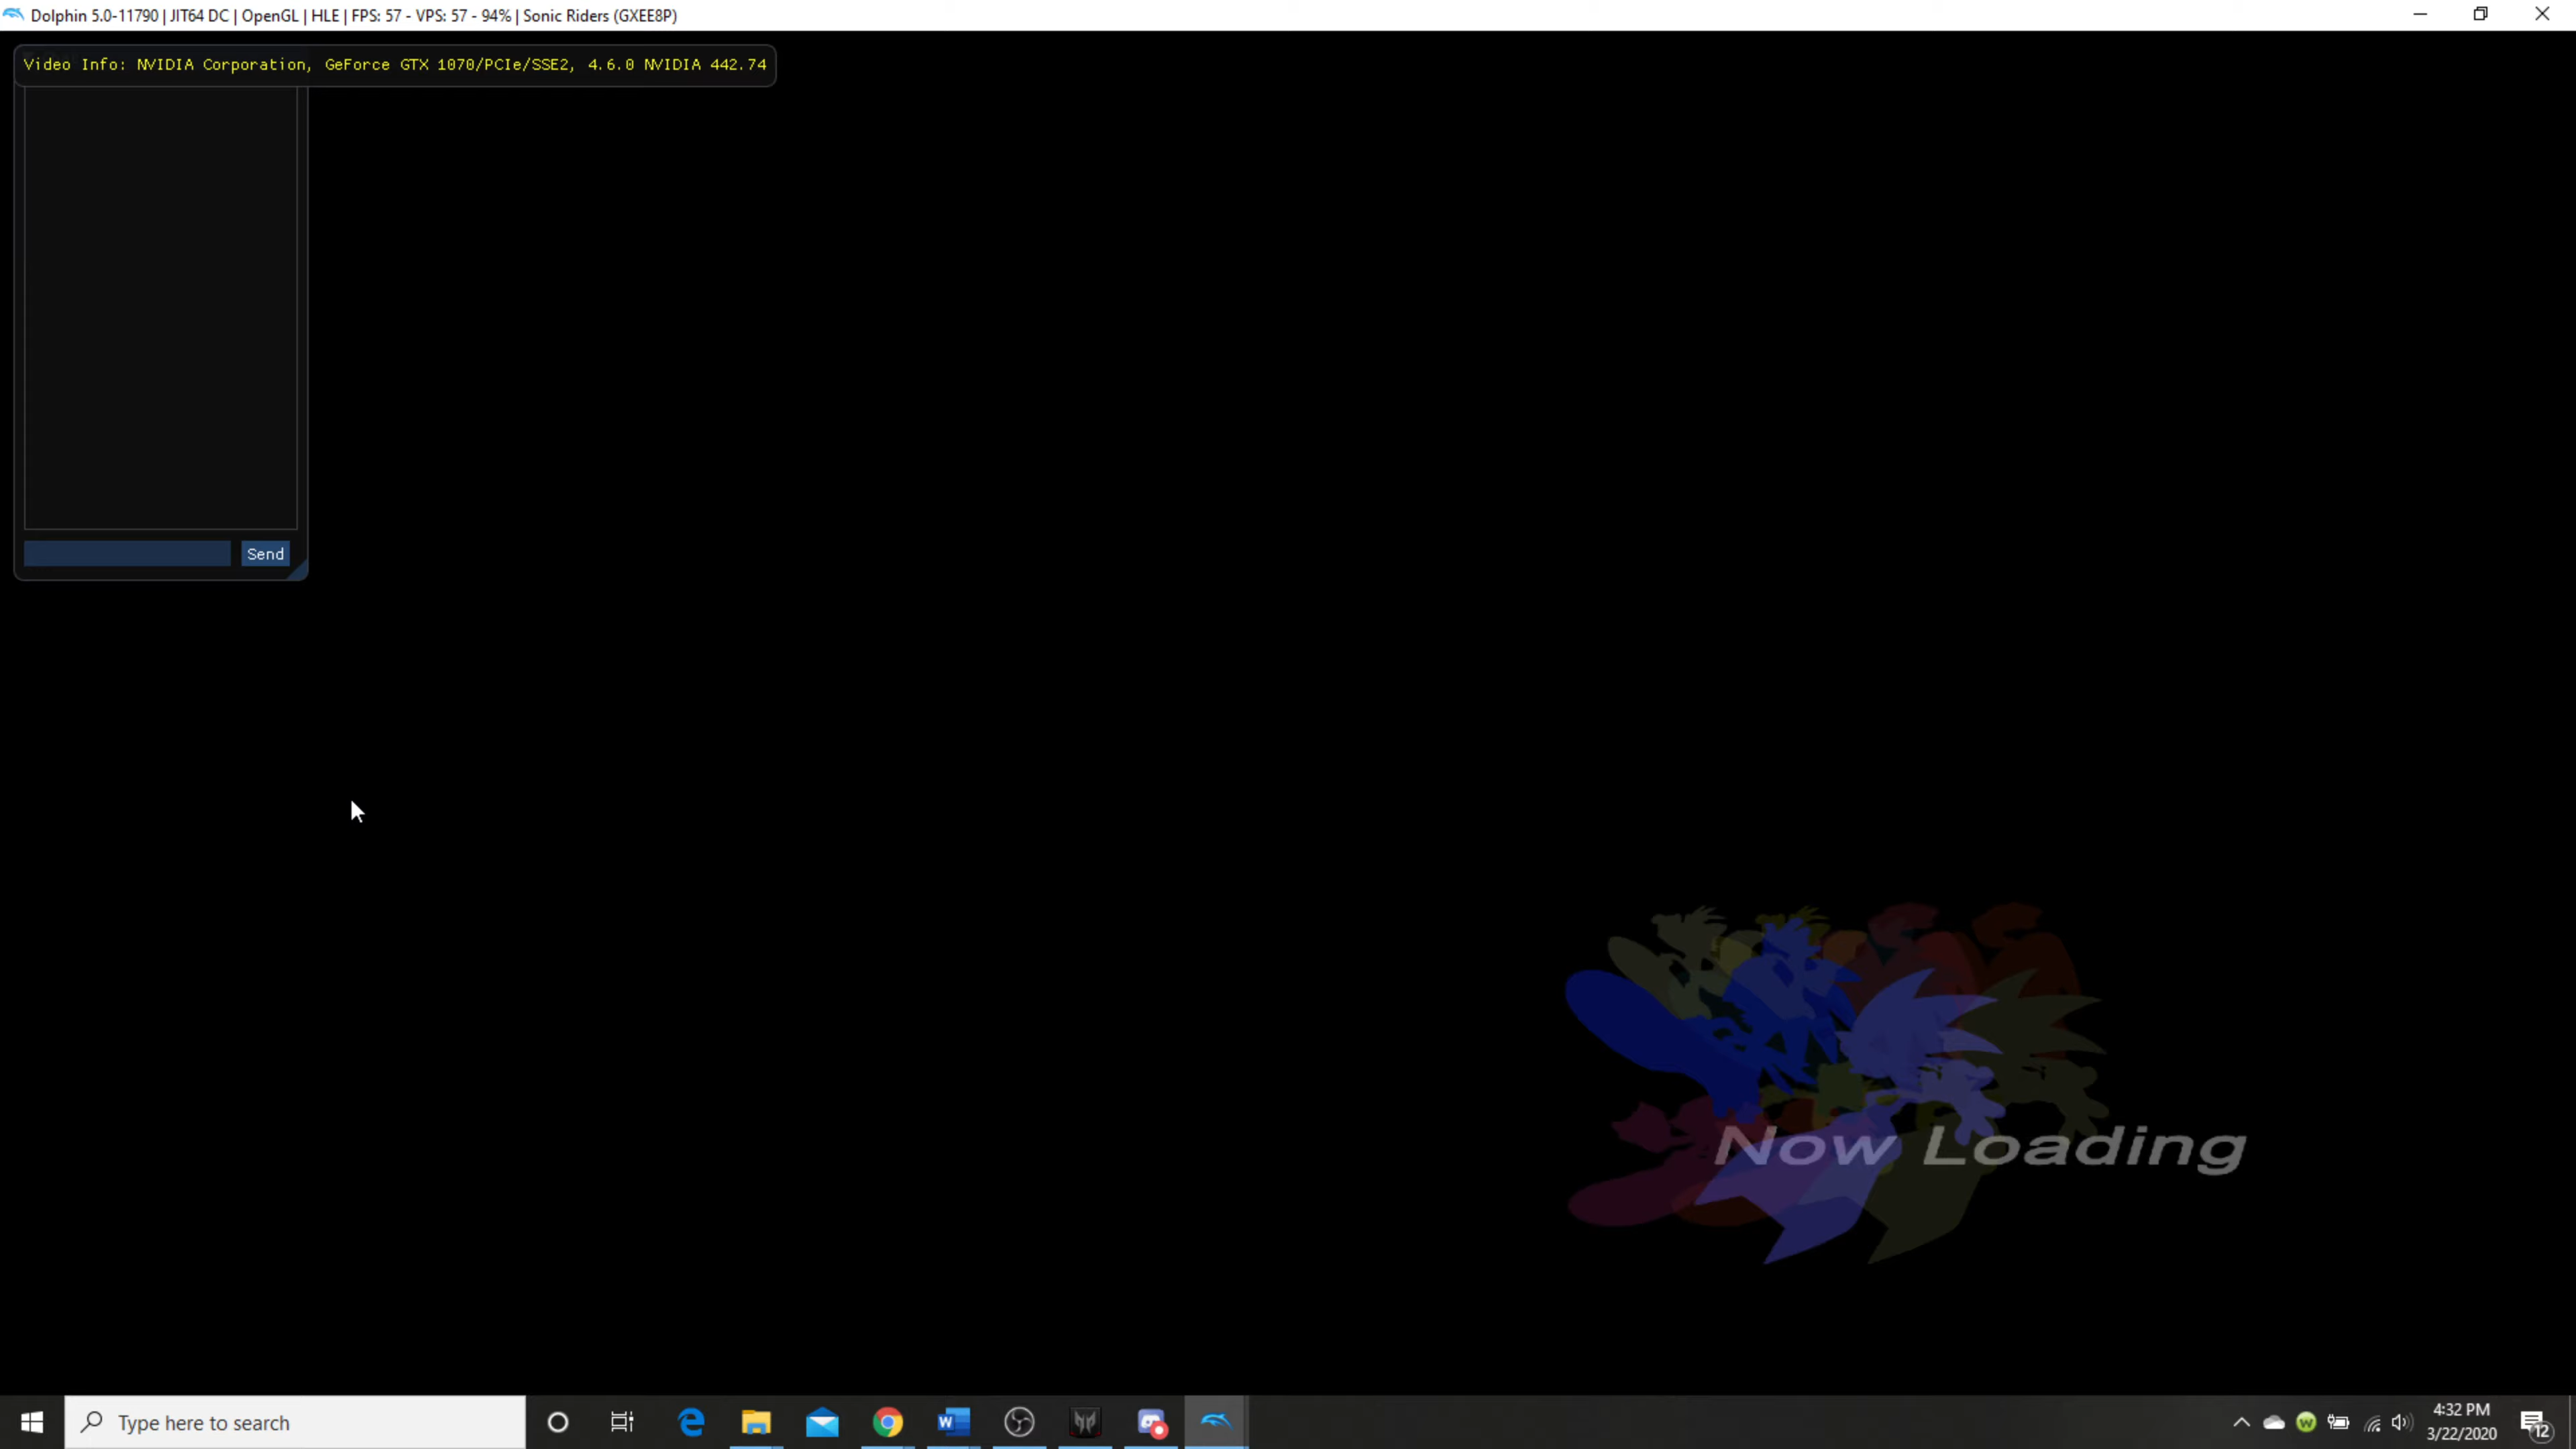 Dolphin 5.0-11790 | JIT64 DC | OpenGL | HLE | FPS: 57 - VPS: 57 - 94% | Sonic Riders (GXEE8P)
Video Info: NVIDIA Corporation, GeForce GTX 1070/PCIe/SSE2, 4.6.0 NVIDIA 442.74
Send
Now Loading
Type here to search
4:32 PM
3/22/2020
12